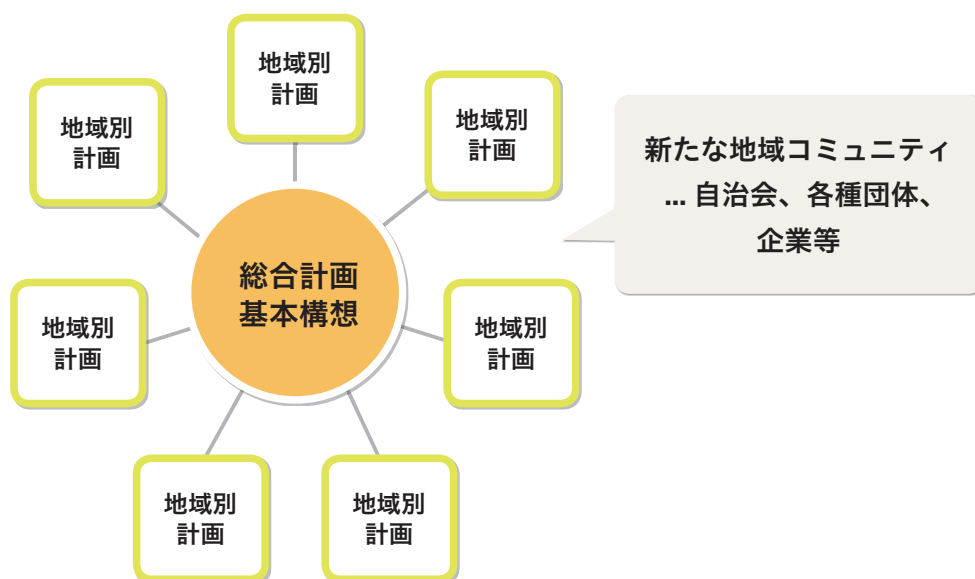 地域別
計画
地域別
計画
地域別
計画
新たな地域コミュニティ
... 自治会、各種団体、
企業等
総合計画
基本構想
地域別
計画
地域別
計画
地域別
計画
地域別
計画